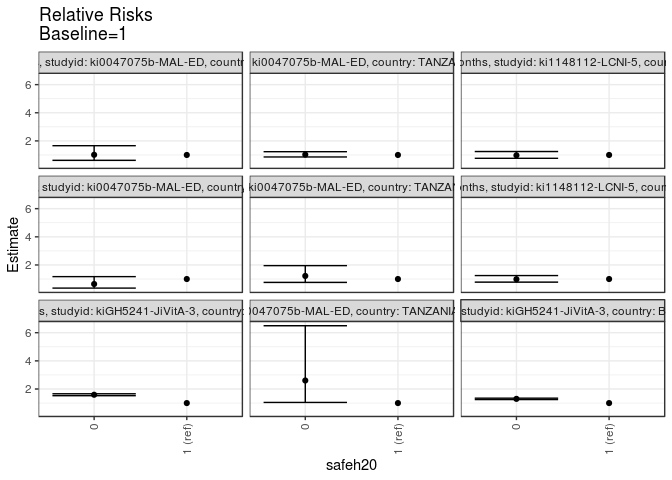 Relative Risks
Baseline=1
, studyid: ki0047075b-MAL-ED, countr
ki0047075b-MAL-ED, country: TANZA
onths, studyid: ki1148112-LCNI-5, cour
6
4
2
studyid: ki0047075b-MAL-ED, country
ki0047075b-MAL-ED, country: TANZA
onths, studyid: ki1148112-LCNI-5, cour
6
4
2
s, studyid: kiGH5241-JiVitA-3, country:
0047075b-MAL-ED, country: TANZANIA
studyid: kiGH5241-JiVitA-3, country: B
6
4
2
Estimate
0
1 (ref)
0
1 (ref)
0
1 (ref)
safeh20